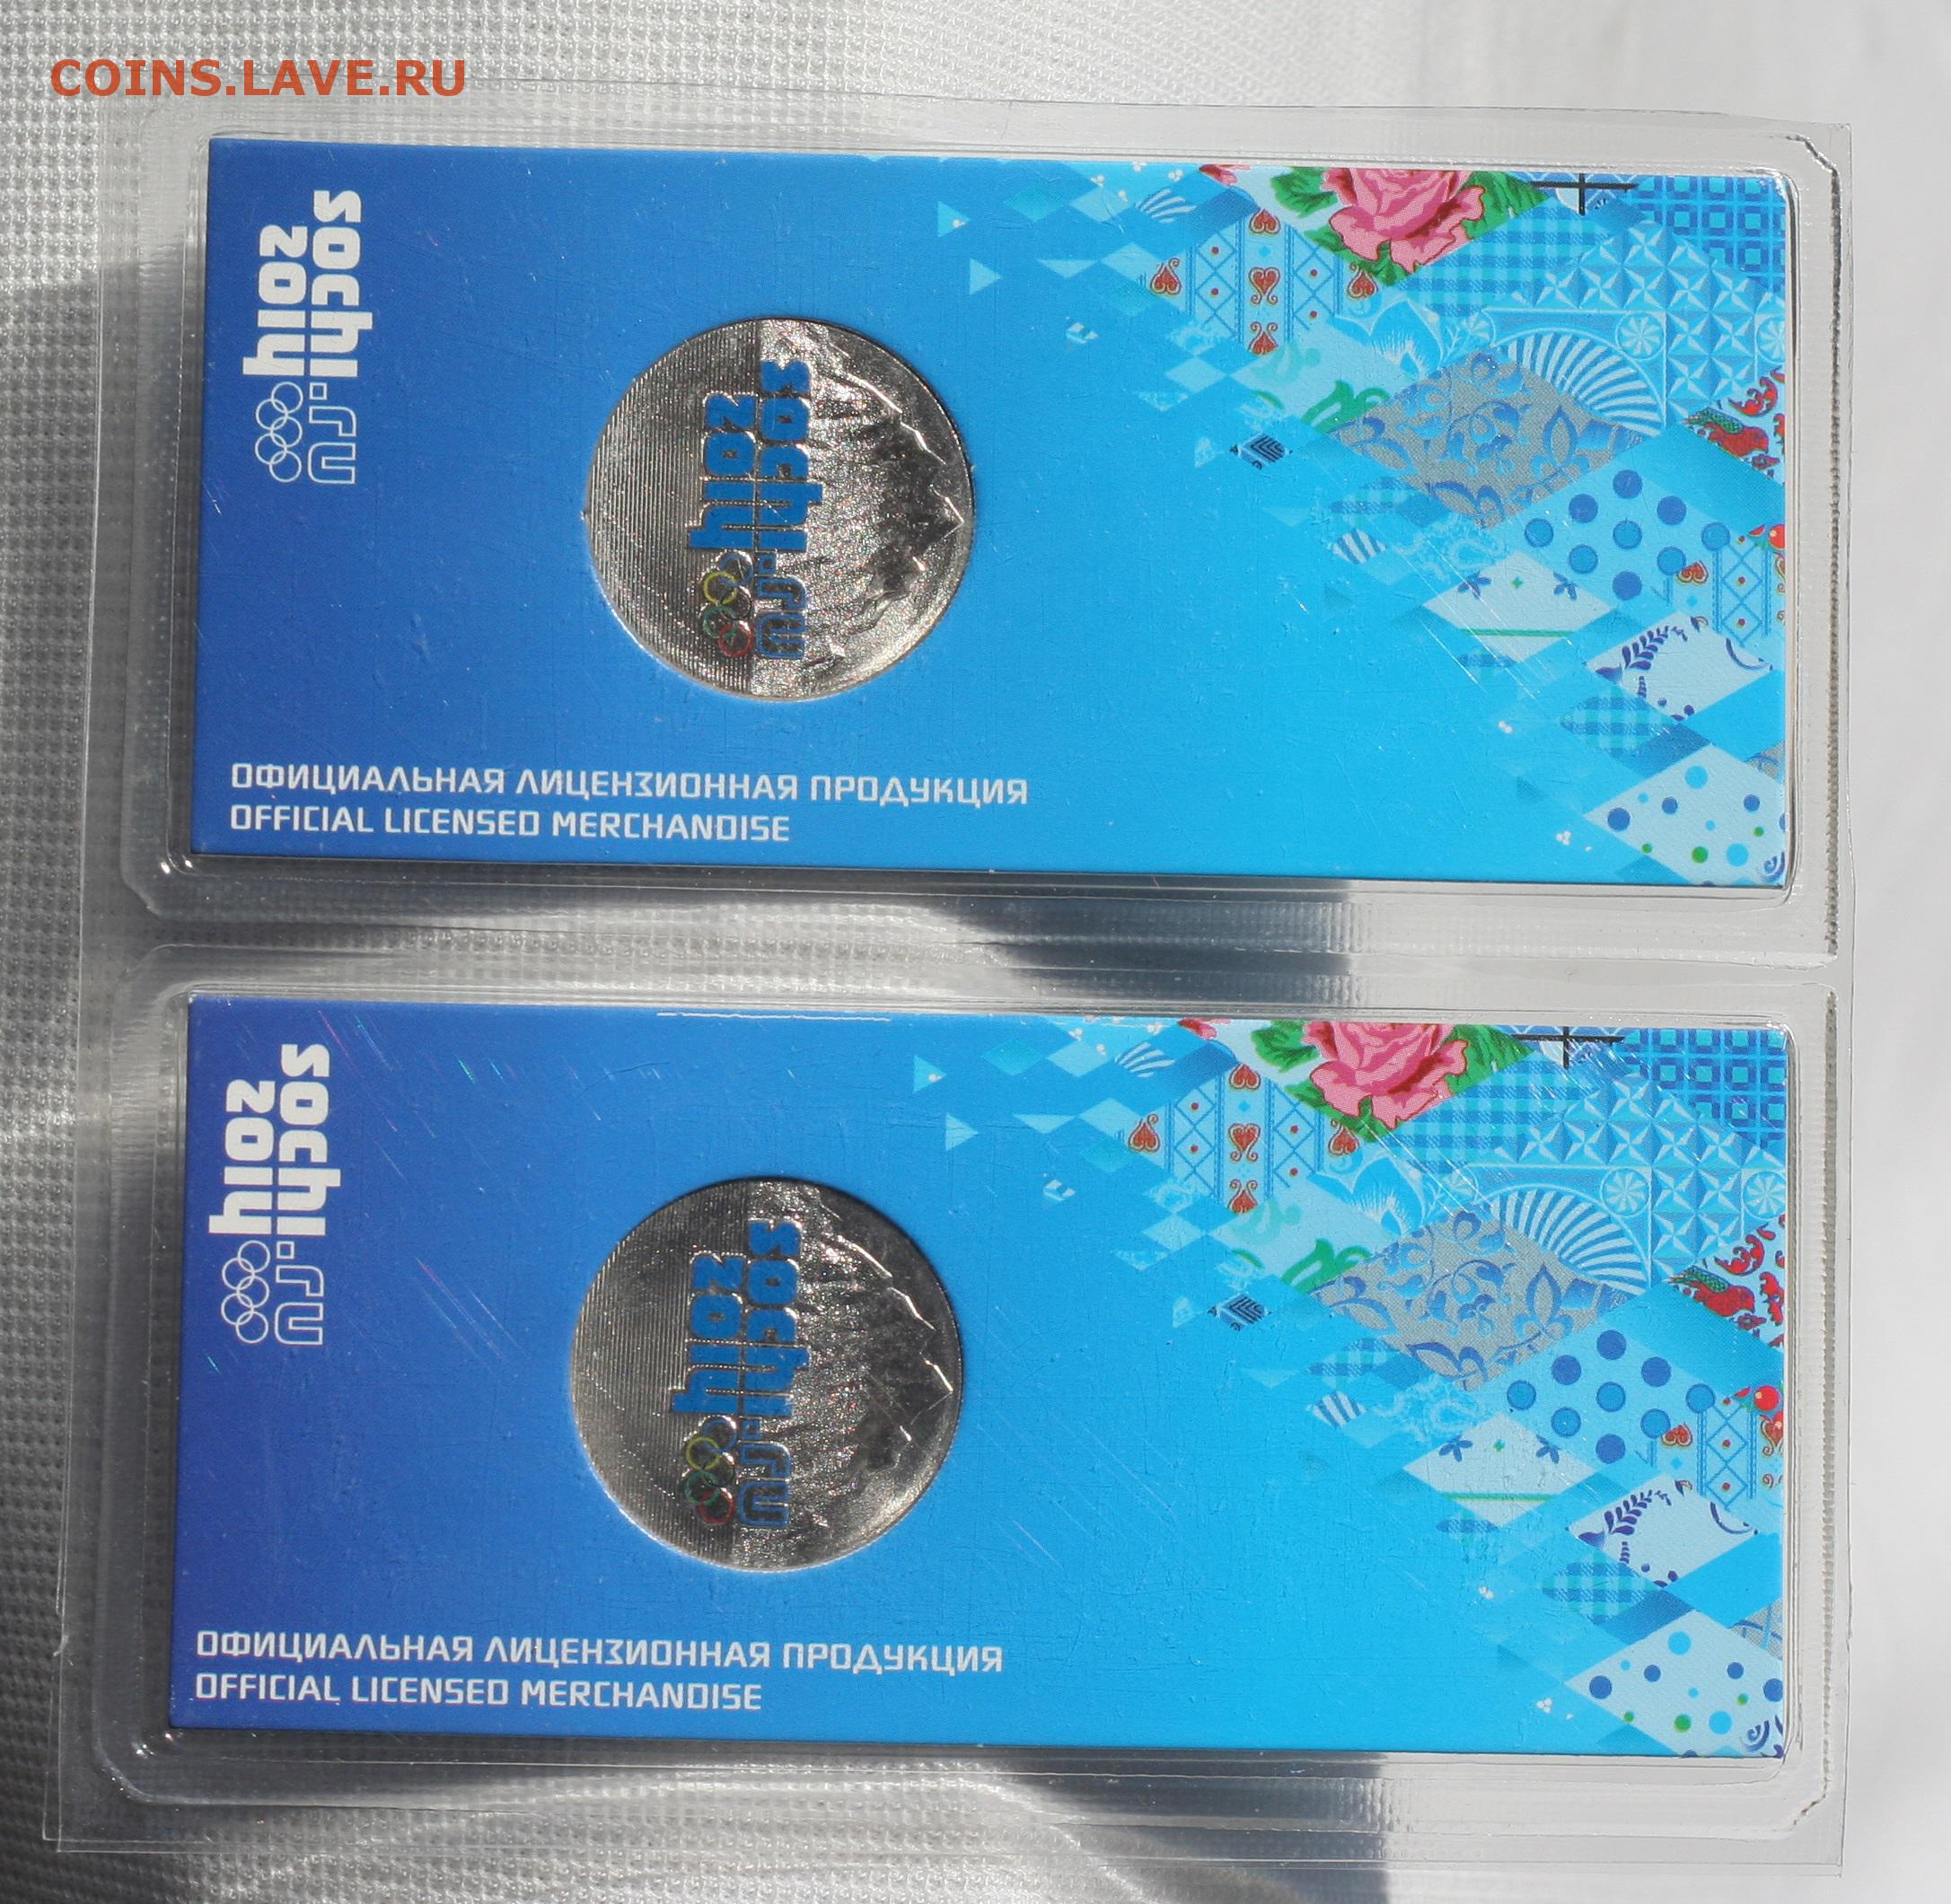 COINS.LAVE.RU
sochi.ru
2014
sochi.ru
2014
ОФИЦИАЛЬНАЯ ЛИЦЕНЗИОННАЯ ПРОДУКЦИЯ
OFFICIAL LICENSED MERCHANDISE
sochi.ru
2014
sochi.ru
2014
ОФИЦИАЛЬНАЯ ЛИЦЕНЗИОННАЯ ПРОДУКЦИЯ
OFFICIAL LICENSED MERCHANDISE